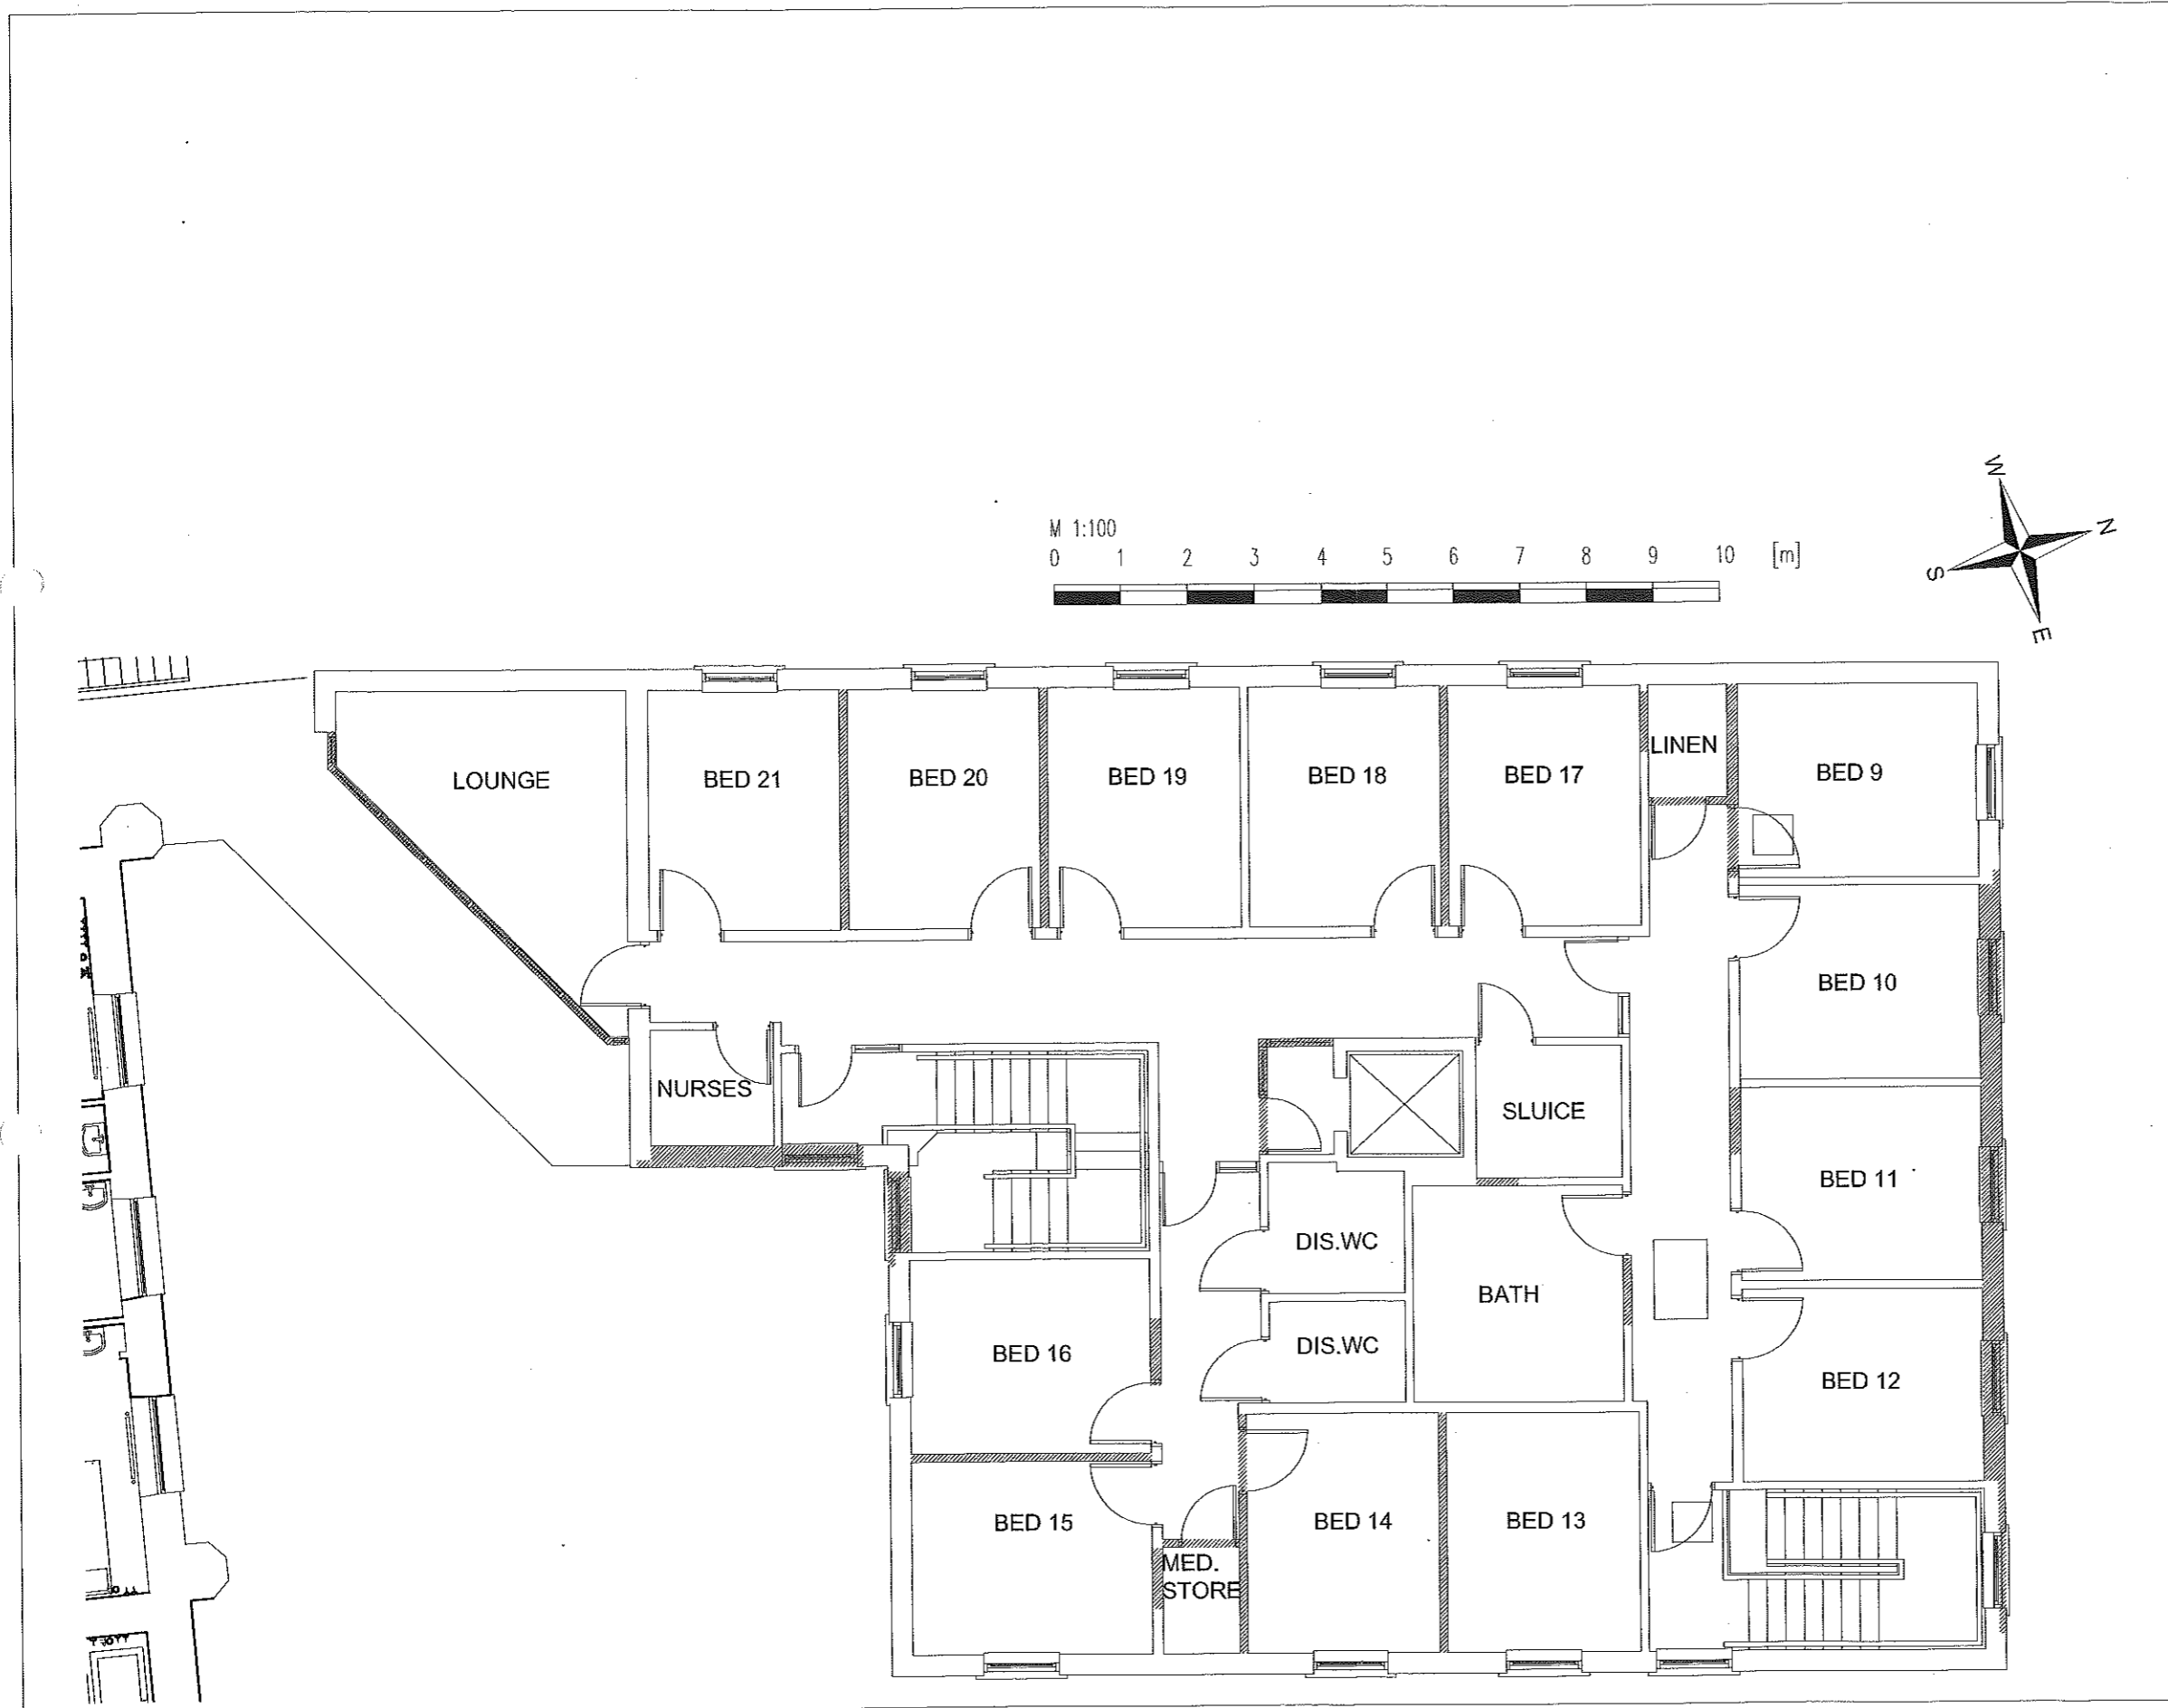 M 1:100
0 1 2 3 4 5 6 7 8 9 10 [m]
W
N
S
E
LOUNGE
BED 21
BED 20
BED 19
BED 18
BED 17
LINEN
BED 9
BED 10
NURSES
SLUICE
BED 11
DIS.WC
BATH
DIS.WC
BED 16
BED 12
BED 15
BED 14
BED 13
MED.
STORE